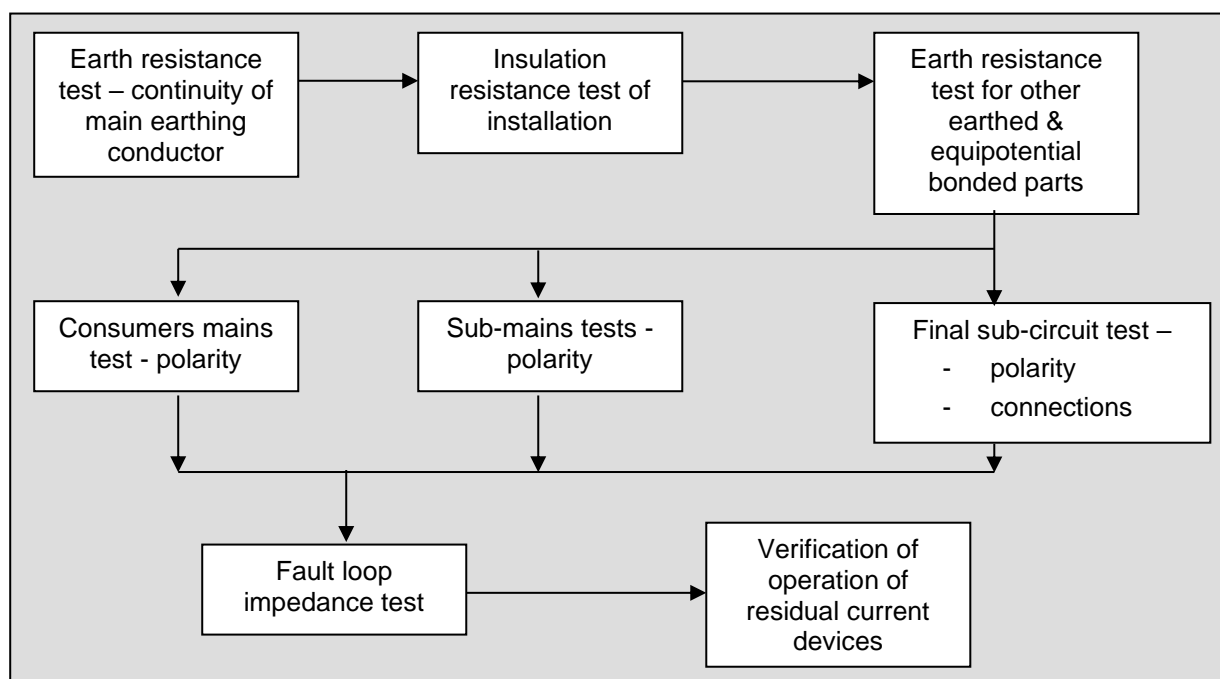 Earth resistance
test – continuity of
main earthing
conductor
Insulation
resistance test of
installation
Earth resistance
test for other
earthed &
equipotential
bonded parts
Consumers mains
test - polarity
Sub-mains tests -
polarity
Final sub-circuit test –
- polarity
- connections
Fault loop
impedance test
Verification of
operation of
residual current
devices